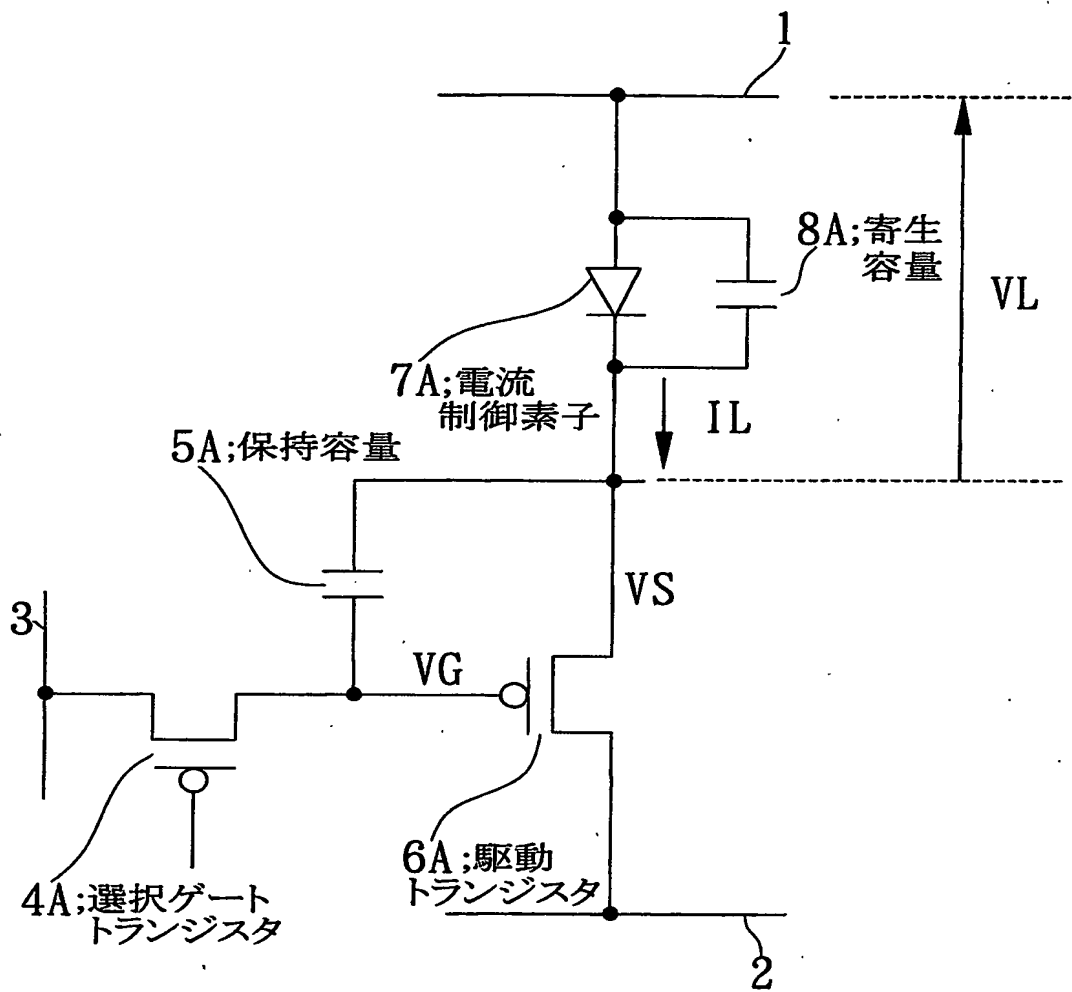 1
8A;寄生
容量
VL
7A;電流
制御素子
IL
5A;保持容量
VS
3
VG
6A;駆動
トランジスタ
4A;選択ゲート
トランジスタ
2